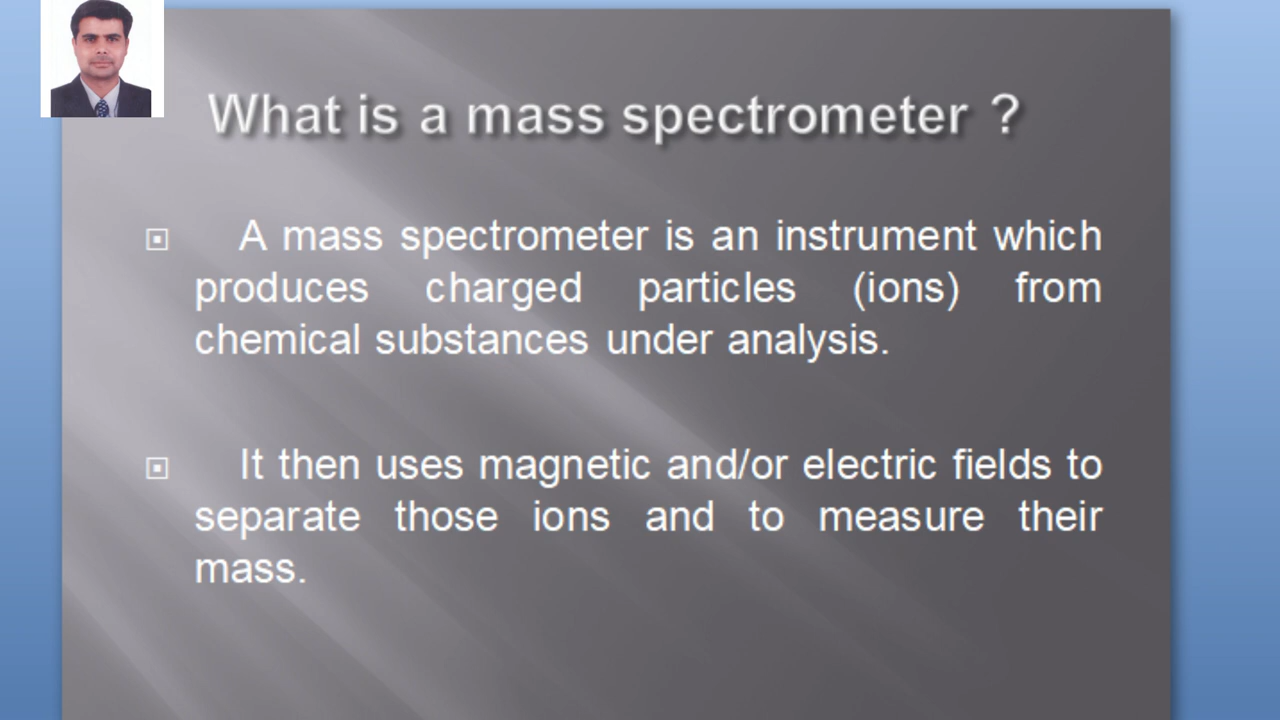 What is a mass spectrometer ?
A mass spectrometer is an instrument which
produces charged particles (ions) from
chemical substances under analysis.
It then uses magnetic and/or electric fields to
separate those ions and to measure their
mass.